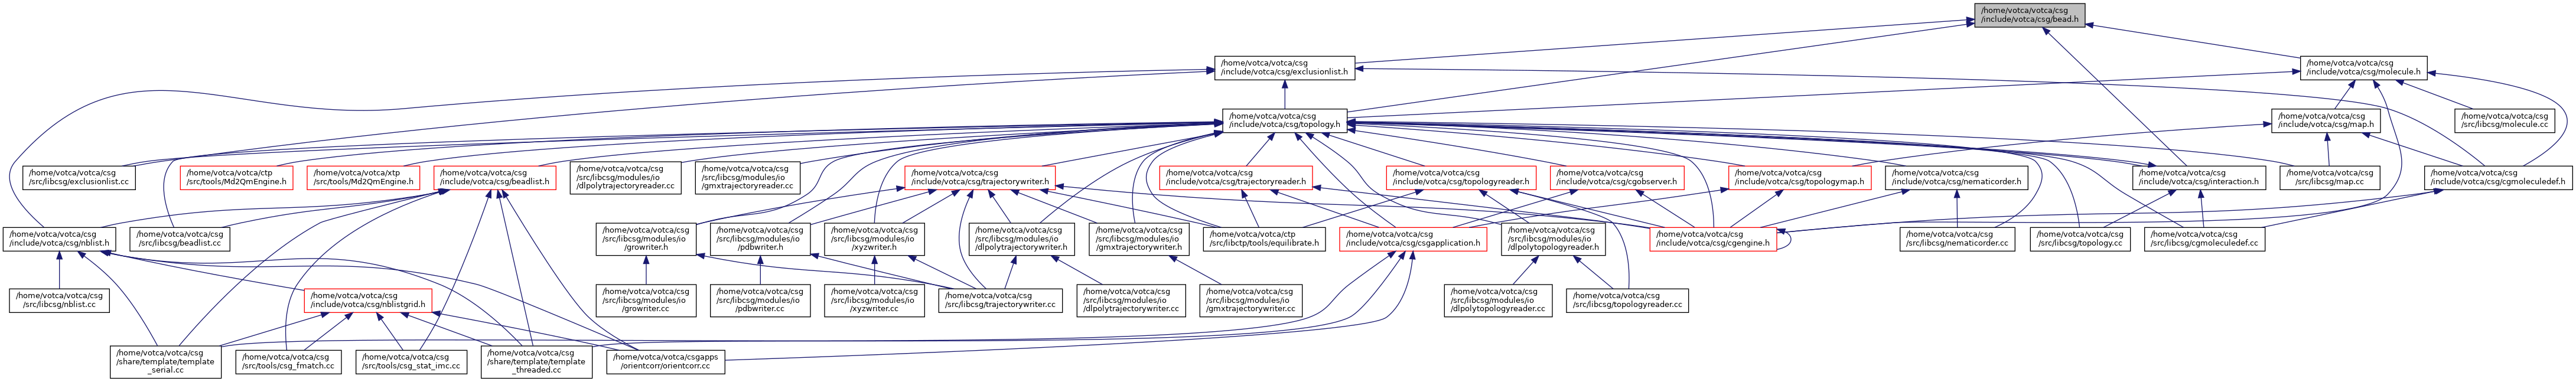 /home/votca/votca/csg
/include/votca/csg/bead.h
/home/votca/votca/csg
/include/votca/csg/exclusionlist.h
/home/votca/votca/csg
/include/votca/csg/molecule.h
/home/votca/votca/csg
/include/votca/csg/topology.h
/home/votca/votca/csg
/include/votca/csg/map.h
/home/votca/votca/csg
/src/libcsg/molecule.cc
/home/votca/votca/csg
/src/libcsg/exclusionlist.cc
/home/votca/votca/ctp
/src/tools/Md2QmEngine.h
/home/votca/votca/xtp
/src/tools/Md2QmEngine.h
/home/votca/votca/csg
/include/votca/csg/beadlist.h
/home/votca/votca/csg
/src/libcsg/modules/io
/dlpolytrajectoryreader.cc
/home/votca/votca/csg
/src/libcsg/modules/io
/gmxtrajectoryreader.cc
/home/votca/votca/csg
/include/votca/csg/trajectorywriter.h
/home/votca/votca/csg
/include/votca/csg/trajectoryreader.h
/home/votca/votca/csg
/include/votca/csg/topologyreader.h
/home/votca/votca/csg
/include/votca/csg/cgobserver.h
/home/votca/votca/csg
/include/votca/csg/topologymap.h
/home/votca/votca/csg
/include/votca/csg/nematicorder.h
/home/votca/votca/csg
/include/votca/csg/interaction.h
/home/votca/votca/csg
/src/libcsg/map.cc
/home/votca/votca/csg
/include/votca/csg/cgmoleculedef.h
/home/votca/votca/csg
/include/votca/csg/nblist.h
/home/votca/votca/csg
/src/libcsg/beadlist.cc
/home/votca/votca/csg
/src/libcsg/modules/io
/growriter.h
/home/votca/votca/csg
/src/libcsg/modules/io
/pdbwriter.h
/home/votca/votca/csg
/src/libcsg/modules/io
/xyzwriter.h
/home/votca/votca/csg
/src/libcsg/modules/io
/dlpolytrajectorywriter.h
/home/votca/votca/csg
/src/libcsg/modules/io
/gmxtrajectorywriter.h
/home/votca/votca/ctp
/src/libctp/tools/equilibrate.h
/home/votca/votca/csg
/include/votca/csg/csgapplication.h
/home/votca/votca/csg
/src/libcsg/modules/io
/dlpolytopologyreader.h
/home/votca/votca/csg
/include/votca/csg/cgengine.h
/home/votca/votca/csg
/src/libcsg/nematicorder.cc
/home/votca/votca/csg
/src/libcsg/topology.cc
/home/votca/votca/csg
/src/libcsg/cgmoleculedef.cc
/home/votca/votca/csg
/src/libcsg/nblist.cc
/home/votca/votca/csg
/include/votca/csg/nblistgrid.h
/home/votca/votca/csg
/src/libcsg/modules/io
/growriter.cc
/home/votca/votca/csg
/src/libcsg/modules/io
/pdbwriter.cc
/home/votca/votca/csg
/src/libcsg/modules/io
/xyzwriter.cc
/home/votca/votca/csg
/src/libcsg/trajectorywriter.cc
/home/votca/votca/csg
/src/libcsg/modules/io
/dlpolytrajectorywriter.cc
/home/votca/votca/csg
/src/libcsg/modules/io
/gmxtrajectorywriter.cc
/home/votca/votca/csg
/src/libcsg/modules/io
/dlpolytopologyreader.cc
/home/votca/votca/csg
/src/libcsg/topologyreader.cc
/home/votca/votca/csg
/share/template/template
_serial.cc
/home/votca/votca/csg
/src/tools/csg_fmatch.cc
/home/votca/votca/csg
/src/tools/csg_stat_imc.cc
/home/votca/votca/csg
/share/template/template
_threaded.cc
/home/votca/votca/csgapps
/orientcorr/orientcorr.cc